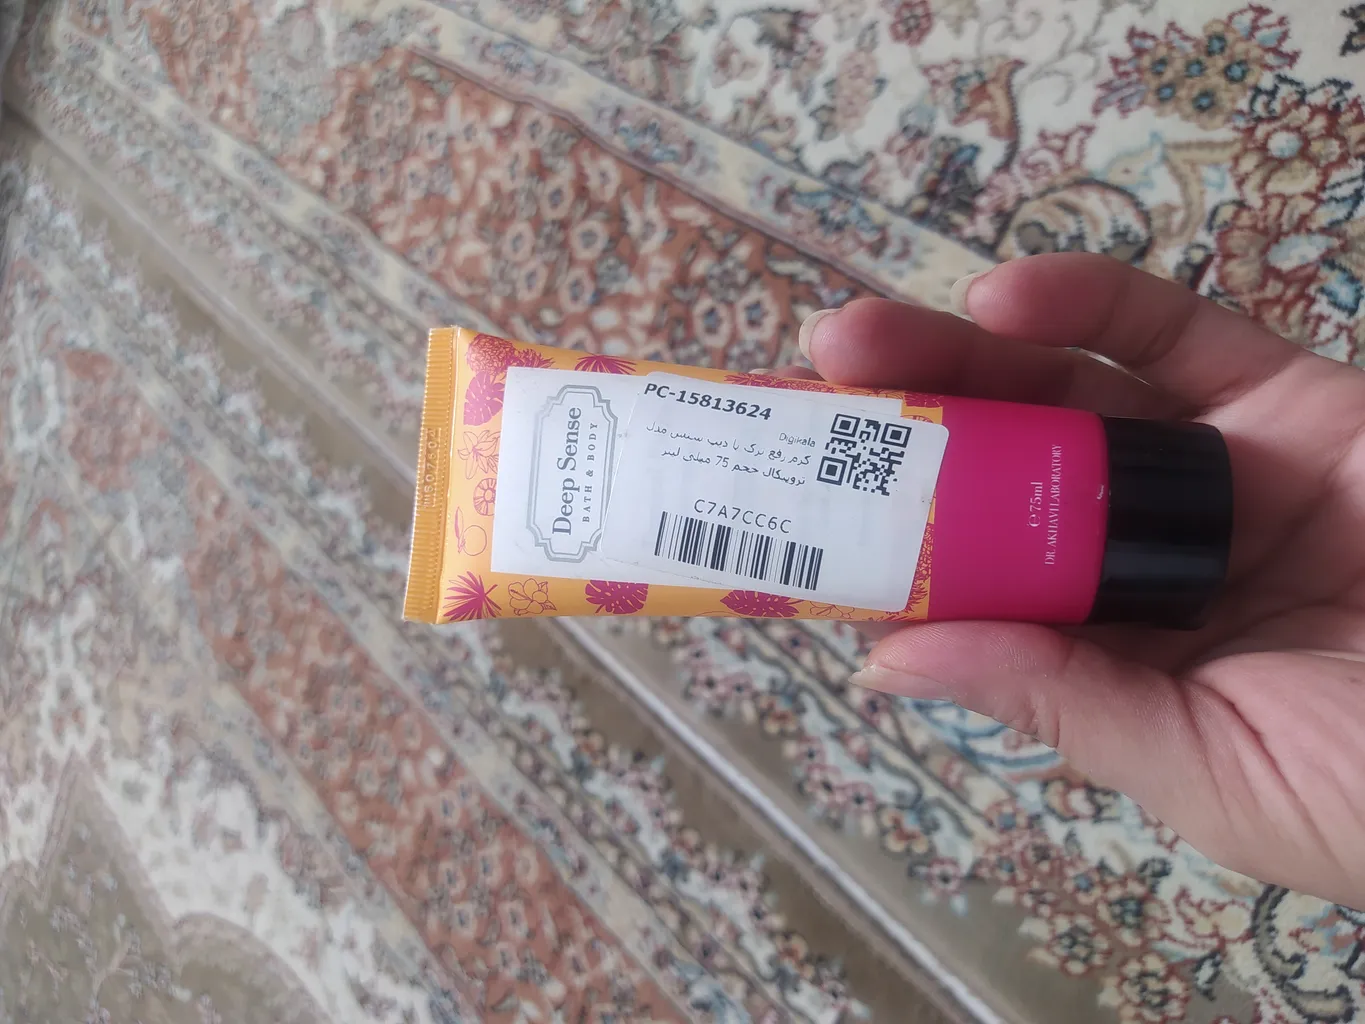 Deep Sense
BATH & BODY
PC-15813624
Digikala
کرم رفع ترک پا دیپ سنس مدل
تروپیکال حجم 75 میلی لیتر
C7A7CC6C
℮ 75ml
DR.AKHAVI LABORATORY